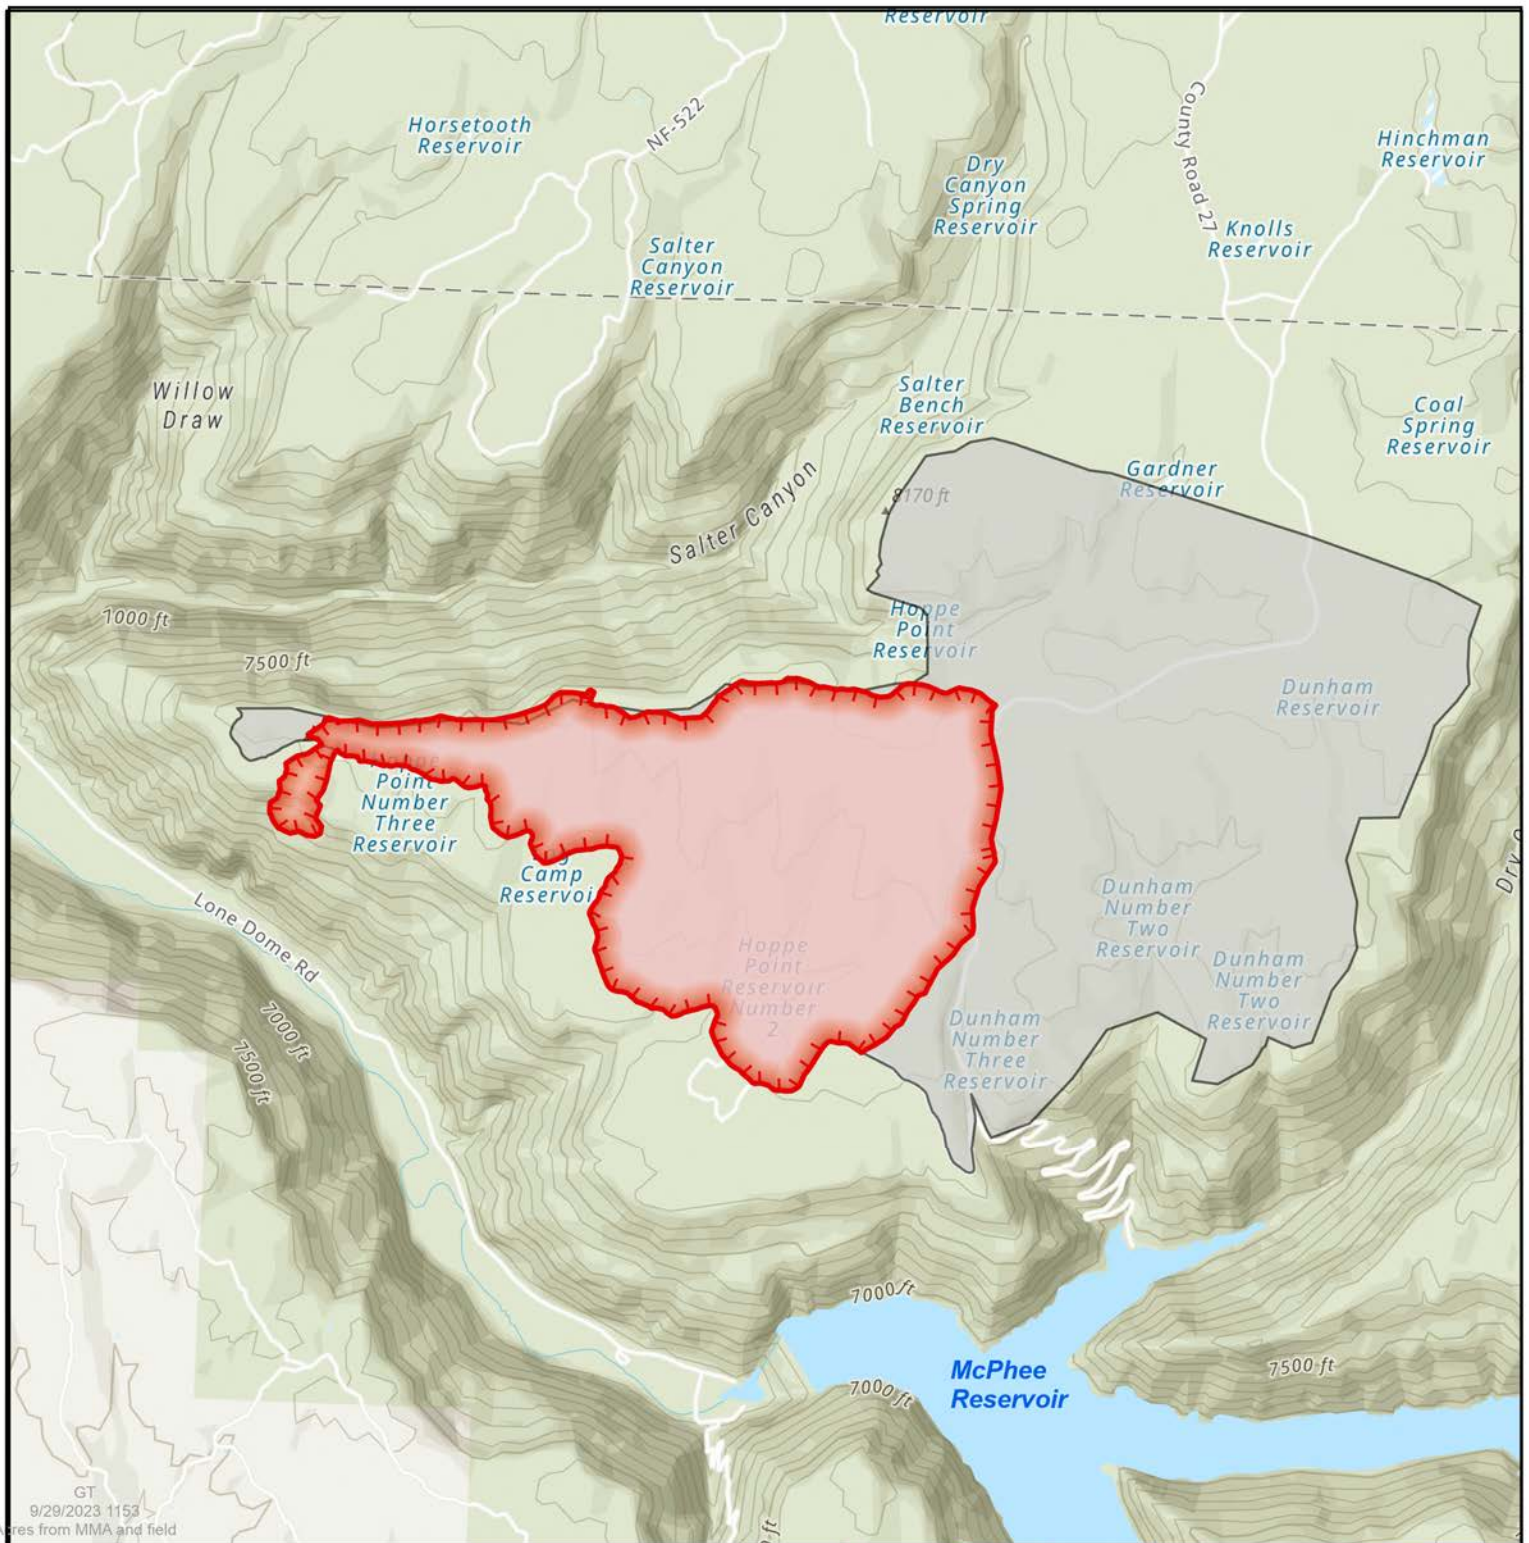 Reservoir
Horsetooth
Reservoir
NF-522
County Road 27
Hinchman
Reservoir
Dry
Canyon
Spring
Reservoir
Knolls
Reservoir
Salter
Canyon
Reservoir
Willow
Draw
Salter
Bench
Reservoir
Coal
Spring
Reservoir
Gardner
Reservoir
Salter Canyon
8170 ft
Hoppe
Point
Reservoir
1000 ft
7500 ft
Dunham
Reservoir
Hoppe
Point
Number
Three
Reservoir
Camp
Reservoir
Dry
Lone Dome Rd
Dunham
Number
Two
Reservoir
Hoppe
Point
Reservoir
Number
2
Dunham
Number
Two
Reservoir
Dunham
Number
Three
Reservoir
7000 ft
7500 ft
7000 ft
McPhee
Reservoir
7500 ft
7000 ft
GT
9/29/2023 1153
Acres from MMA and field
ft